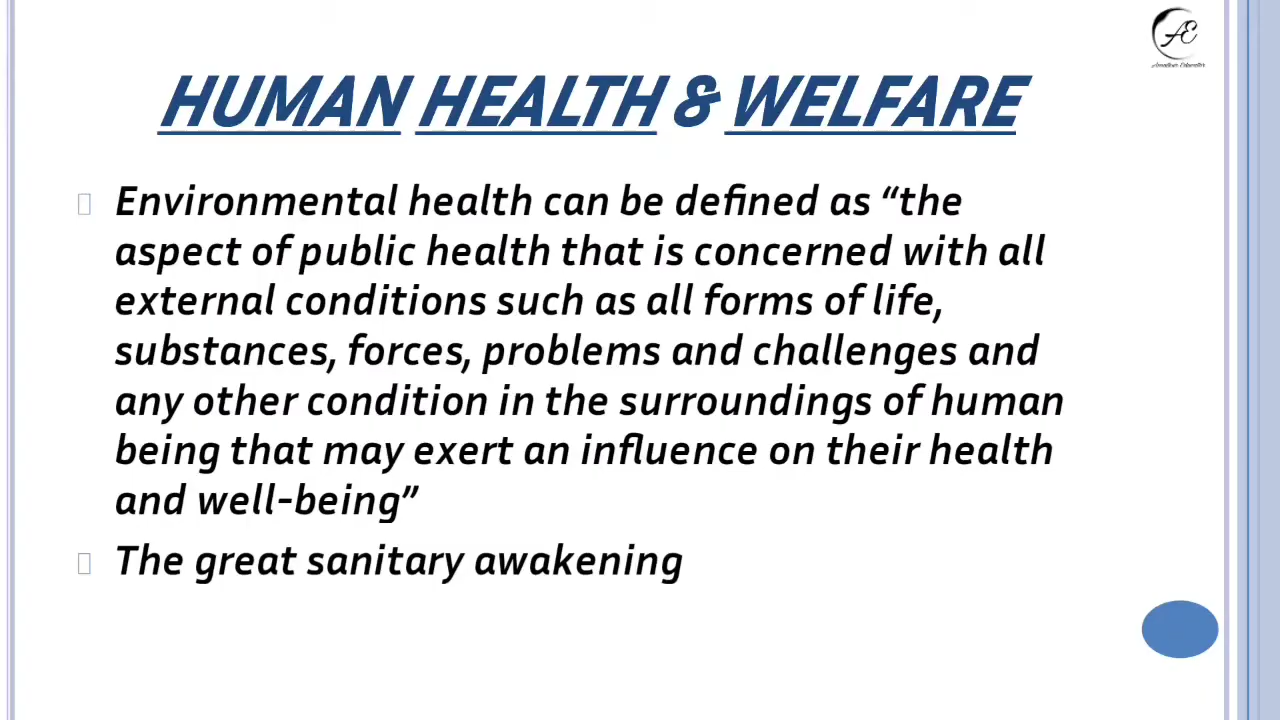 AE
Amateur Educator
HUMAN HEALTH & WELFARE
Environmental health can be defined as “the
aspect of public health that is concerned with all
external conditions such as all forms of life,
substances, forces, problems and challenges and
any other condition in the surroundings of human
being that may exert an influence on their health
and well-being”
The great sanitary awakening